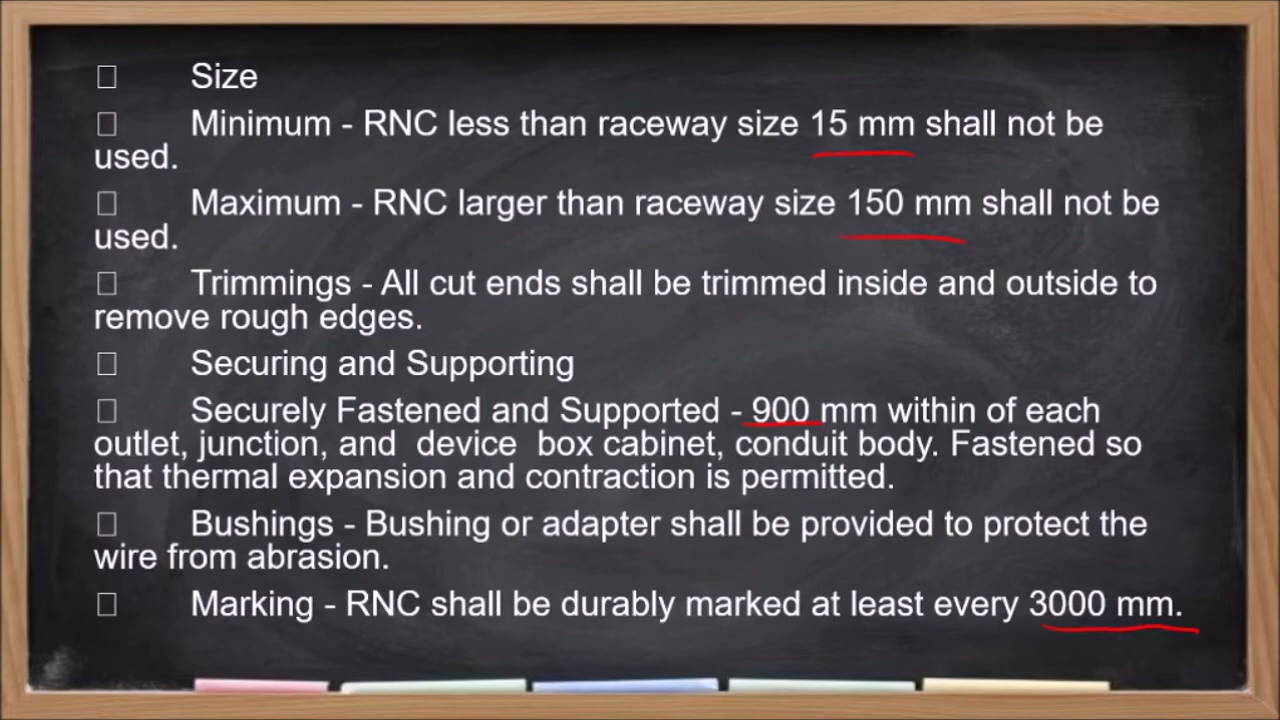 □ Size
□ Minimum - RNC less than raceway size 15 mm shall not be
used.
□ Maximum - RNC larger than raceway size 150 mm shall not be
used.
□ Trimmings - All cut ends shall be trimmed inside and outside to
remove rough edges.
□ Securing and Supporting
□ Securely Fastened and Supported - 900 mm within of each
outlet, junction, and device box cabinet, conduit body. Fastened so
that thermal expansion and contraction is permitted.
□ Bushings - Bushing or adapter shall be provided to protect the
wire from abrasion.
□ Marking - RNC shall be durably marked at least every 3000 mm.